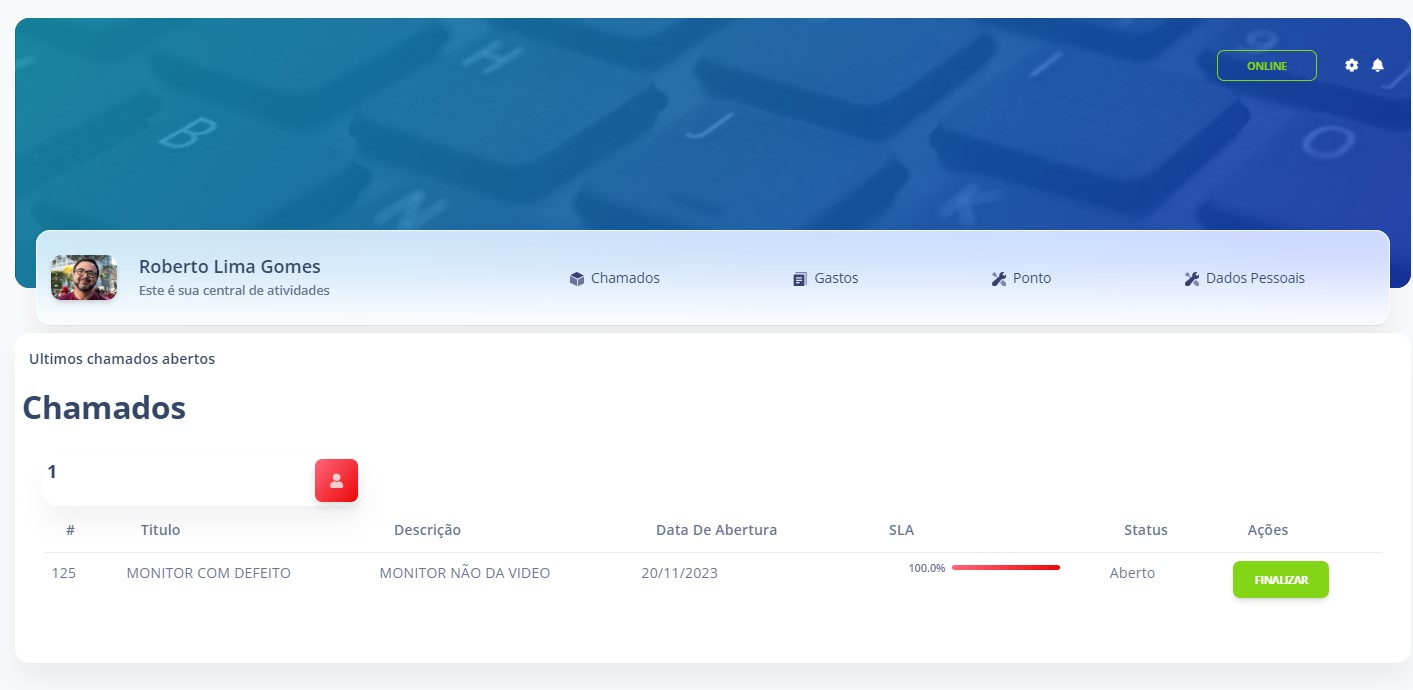 H
I
9
J
ONLINE
B
J
O
N
K
Roberto Lima Gomes
Este é sua central de atividades
Chamados
Gastos
Ponto
Dados Pessoais
Ultimos chamados abertos
Chamados
1
# Titulo Descrição Data De Abertura SLA Status Ações
125 MONITOR COM DEFEITO MONITOR NÃO DA VIDEO 20/11/2023 100.0% Aberto FINALIZAR